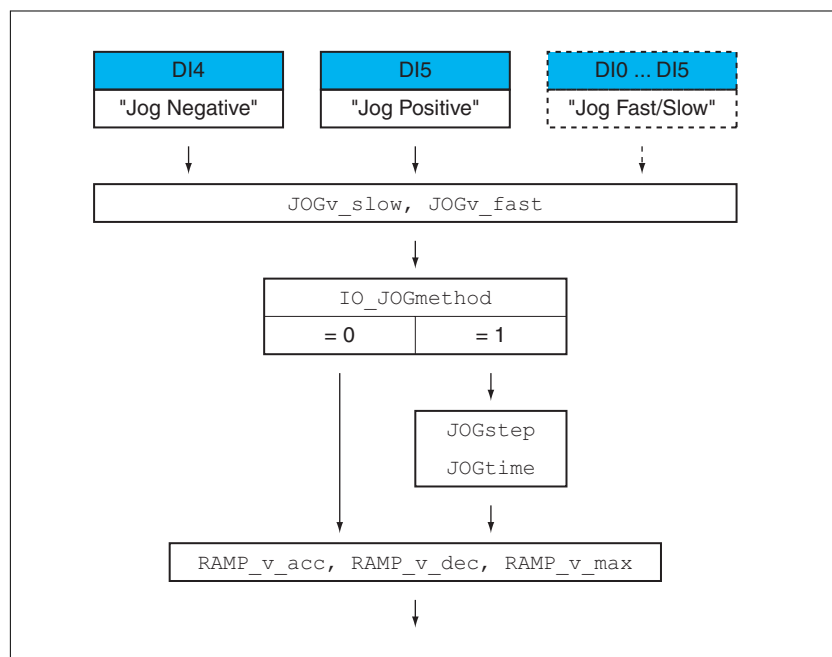 DI4 DI5 DI0 ... DI5
"Jog Negative" "Jog Positive" "Jog Fast/Slow"
JOGv_slow, JOGv_fast
IO_JOGmethod
= 0 = 1
JOGstep
JOGtime
RAMP_v_acc, RAMP_v_dec, RAMP_v_max